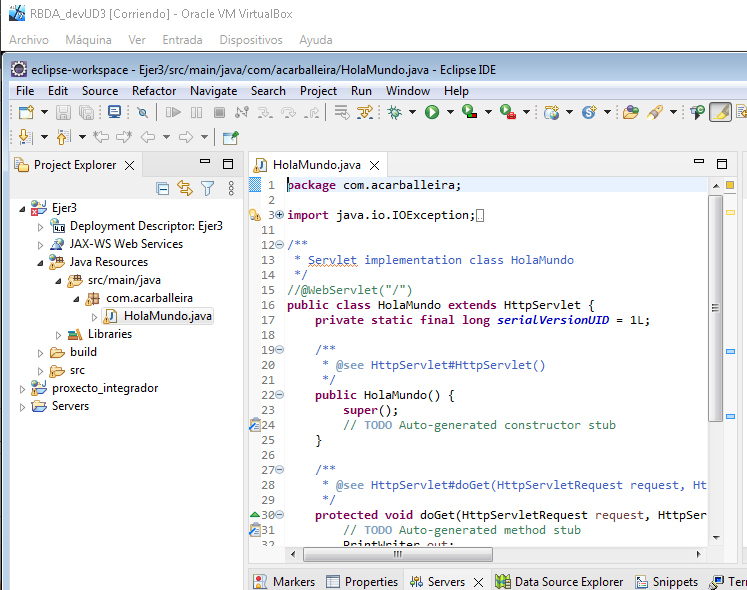 RBDA_devUD3 [Corriendo] - Oracle VM VirtualBox
Archivo Máquina Ver Entrada Dispositivos Ayuda
eclipse-workspace - Ejer3/src/main/java/com/acarballeira/HolaMundo.java - Eclipse IDE
File Edit Source Refactor Navigate Search Project Run Window Help
Project Explorer
Ejer3
Deployment Descriptor: Ejer3
JAX-WS Web Services
Java Resources
src/main/java
com.acarballeira
HolaMundo.java
Libraries
build
src
proxecto_integrador
Servers
HolaMundo.java
1 package com.acarballeira;
2
3 import java.io.IOException;
11
12 /**
13 * Servlet implementation class HolaMundo
14 */
15 //@WebServlet("/")
16 public class HolaMundo extends HttpServlet {
17 private static final long serialVersionUID = 1L;
18
19 /**
20 * @see HttpServlet#HttpServlet()
21 */
22 public HolaMundo() {
23 super();
24 // TODO Auto-generated constructor stub
25 }
26
27 /**
28 * @see HttpServlet#doGet(HttpServletRequest request, Ht
29 */
30 protected void doGet(HttpServletRequest request, HttpSer
31 // TODO Auto-generated method stub
32 PrintWriter out;
Markers Properties Servers Data Source Explorer Snippets Ter